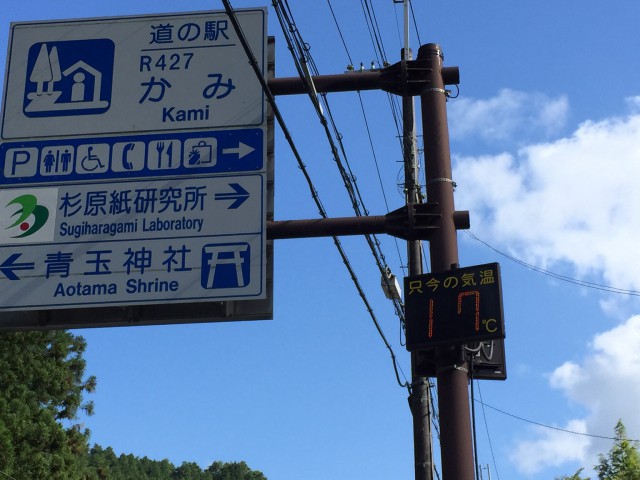 道の駅
R427
かみ
Kami
P
杉原紙研究所
Sugiharagami Laboratory
青玉神社
Aotama Shrine
只今の気温
17℃